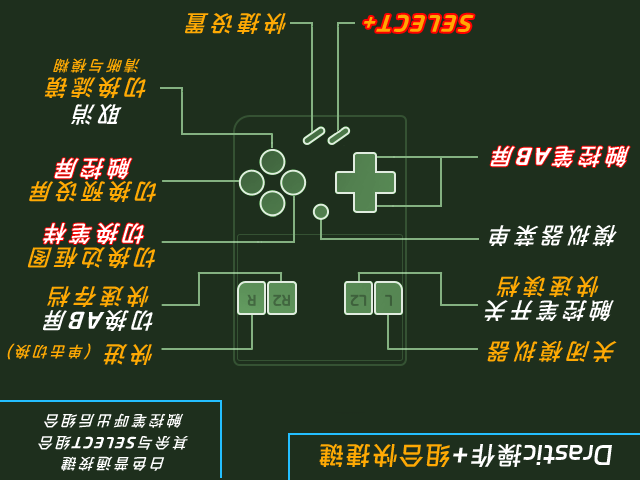 Drastic操作+组合快捷键
白色普通按键
其余与SELECT组合
触控笔呼出后组合
关闭模拟器
触控笔开关
快速读档
模拟器菜单
触控笔AB屏
SELECT+
L L2 R2 R
快进（单击切换）
切换AB屏
快速存档
切换边框图
切换笔样
切换预设屏
触控屏
取消
切换滤镜
清晰与模糊
快捷设置